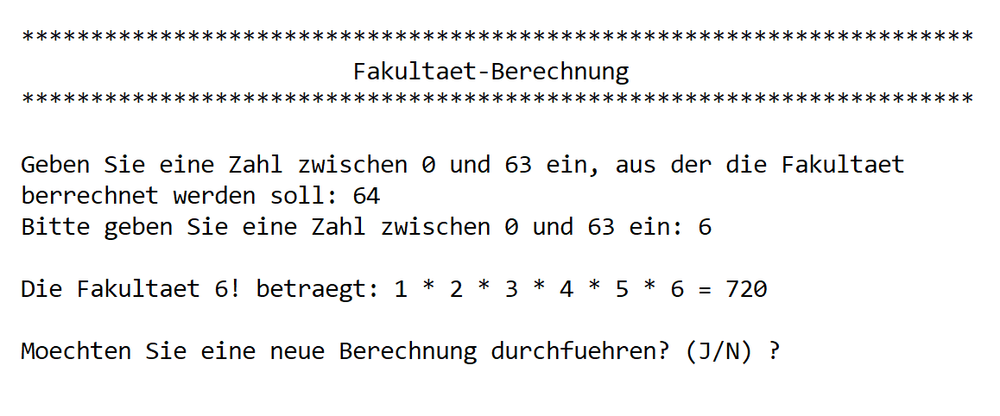 *********************************************************************
Fakultaet-Berechnung
*********************************************************************
Geben Sie eine Zahl zwischen 0 und 63 ein, aus der die Fakultaet
berrechnet werden soll: 64
Bitte geben Sie eine Zahl zwischen 0 und 63 ein: 6
Die Fakultaet 6! betraegt: 1 * 2 * 3 * 4 * 5 * 6 = 720
Moechten Sie eine neue Berechnung durchfuehren? (J/N) ?